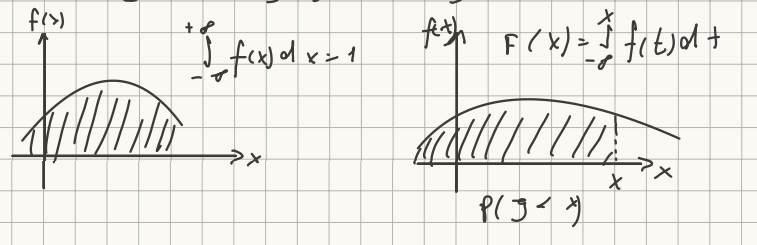 f(x)
+∞
∫ f(x) dx = 1
-∞
x
f(x)
x
F(x) = ∫ f(t) dt
-∞
x
x
P(ξ < x)